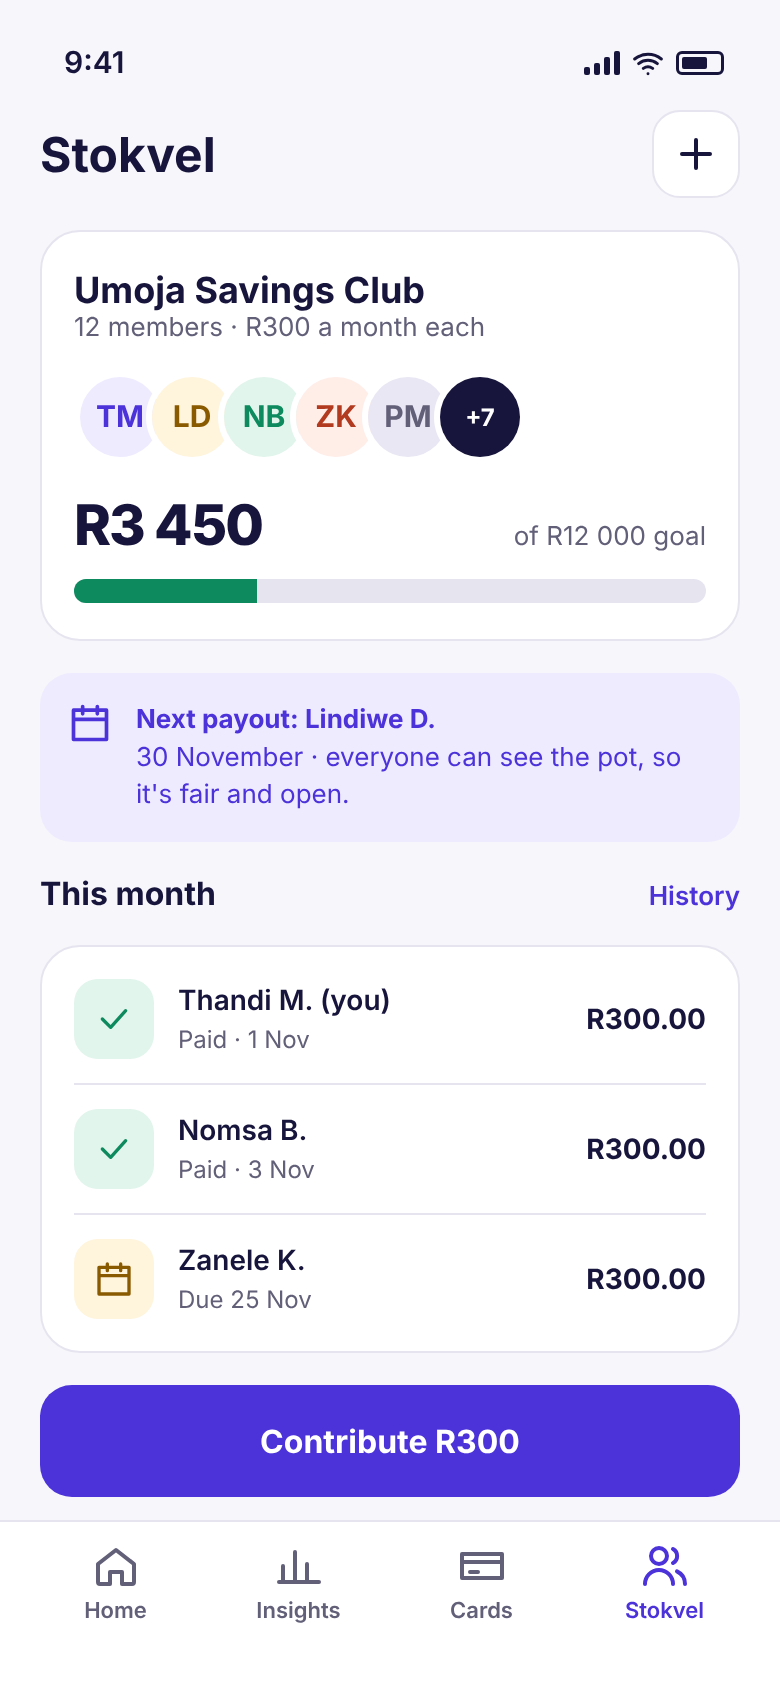 9:41
Stokvel
Umoja Savings Club
12 members · R300 a month each
TM LD NB ZK PM +7
R3 450
of R12 000 goal
Next payout: Lindiwe D.
30 November · everyone can see the pot, so
it's fair and open.
This month
History
Thandi M. (you)
Paid · 1 Nov
R300.00
Nomsa B.
Paid · 3 Nov
R300.00
Zanele K.
Due 25 Nov
R300.00
Contribute R300
Home
Insights
Cards
Stokvel